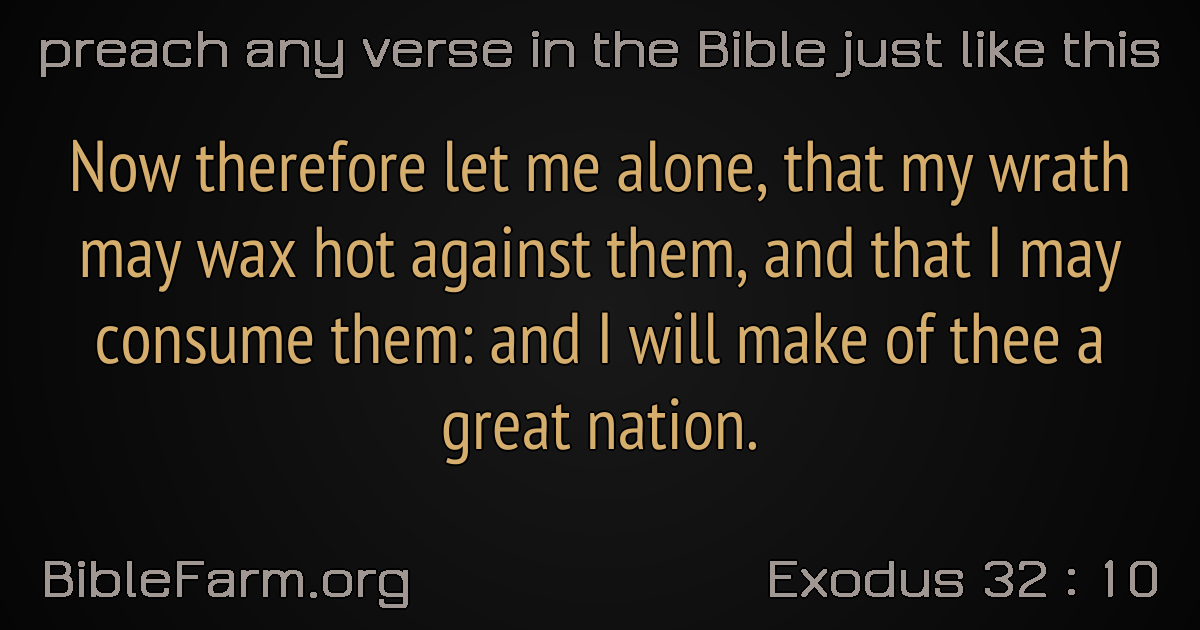 preach any verse in the Bible just like this
Now therefore let me alone, that my wrath
may wax hot against them, and that I may
consume them: and I will make of thee a
great nation.
BibleFarm.org
Exodus 32 : 10